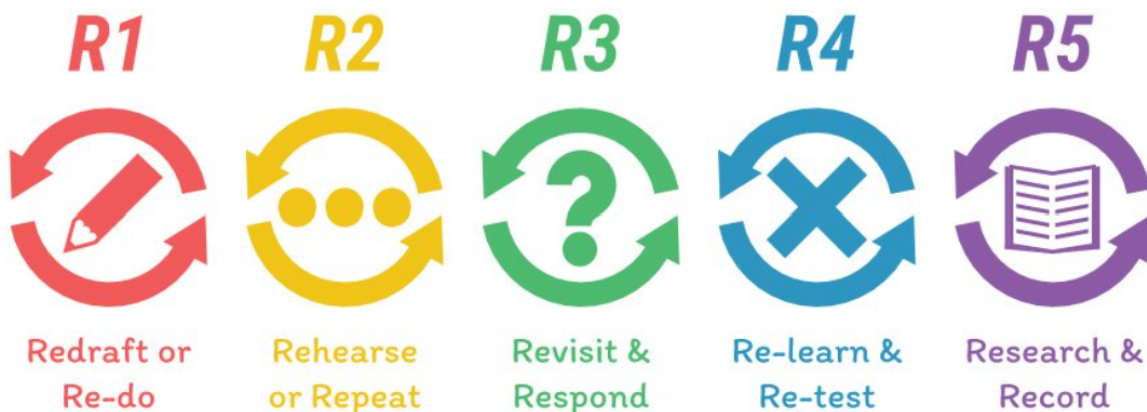 R1
Redraft or
Re-do
R2
Rehearse
or Repeat
R3
Revisit &
Respond
R4
Re-learn &
Re-test
R5
Research &
Record